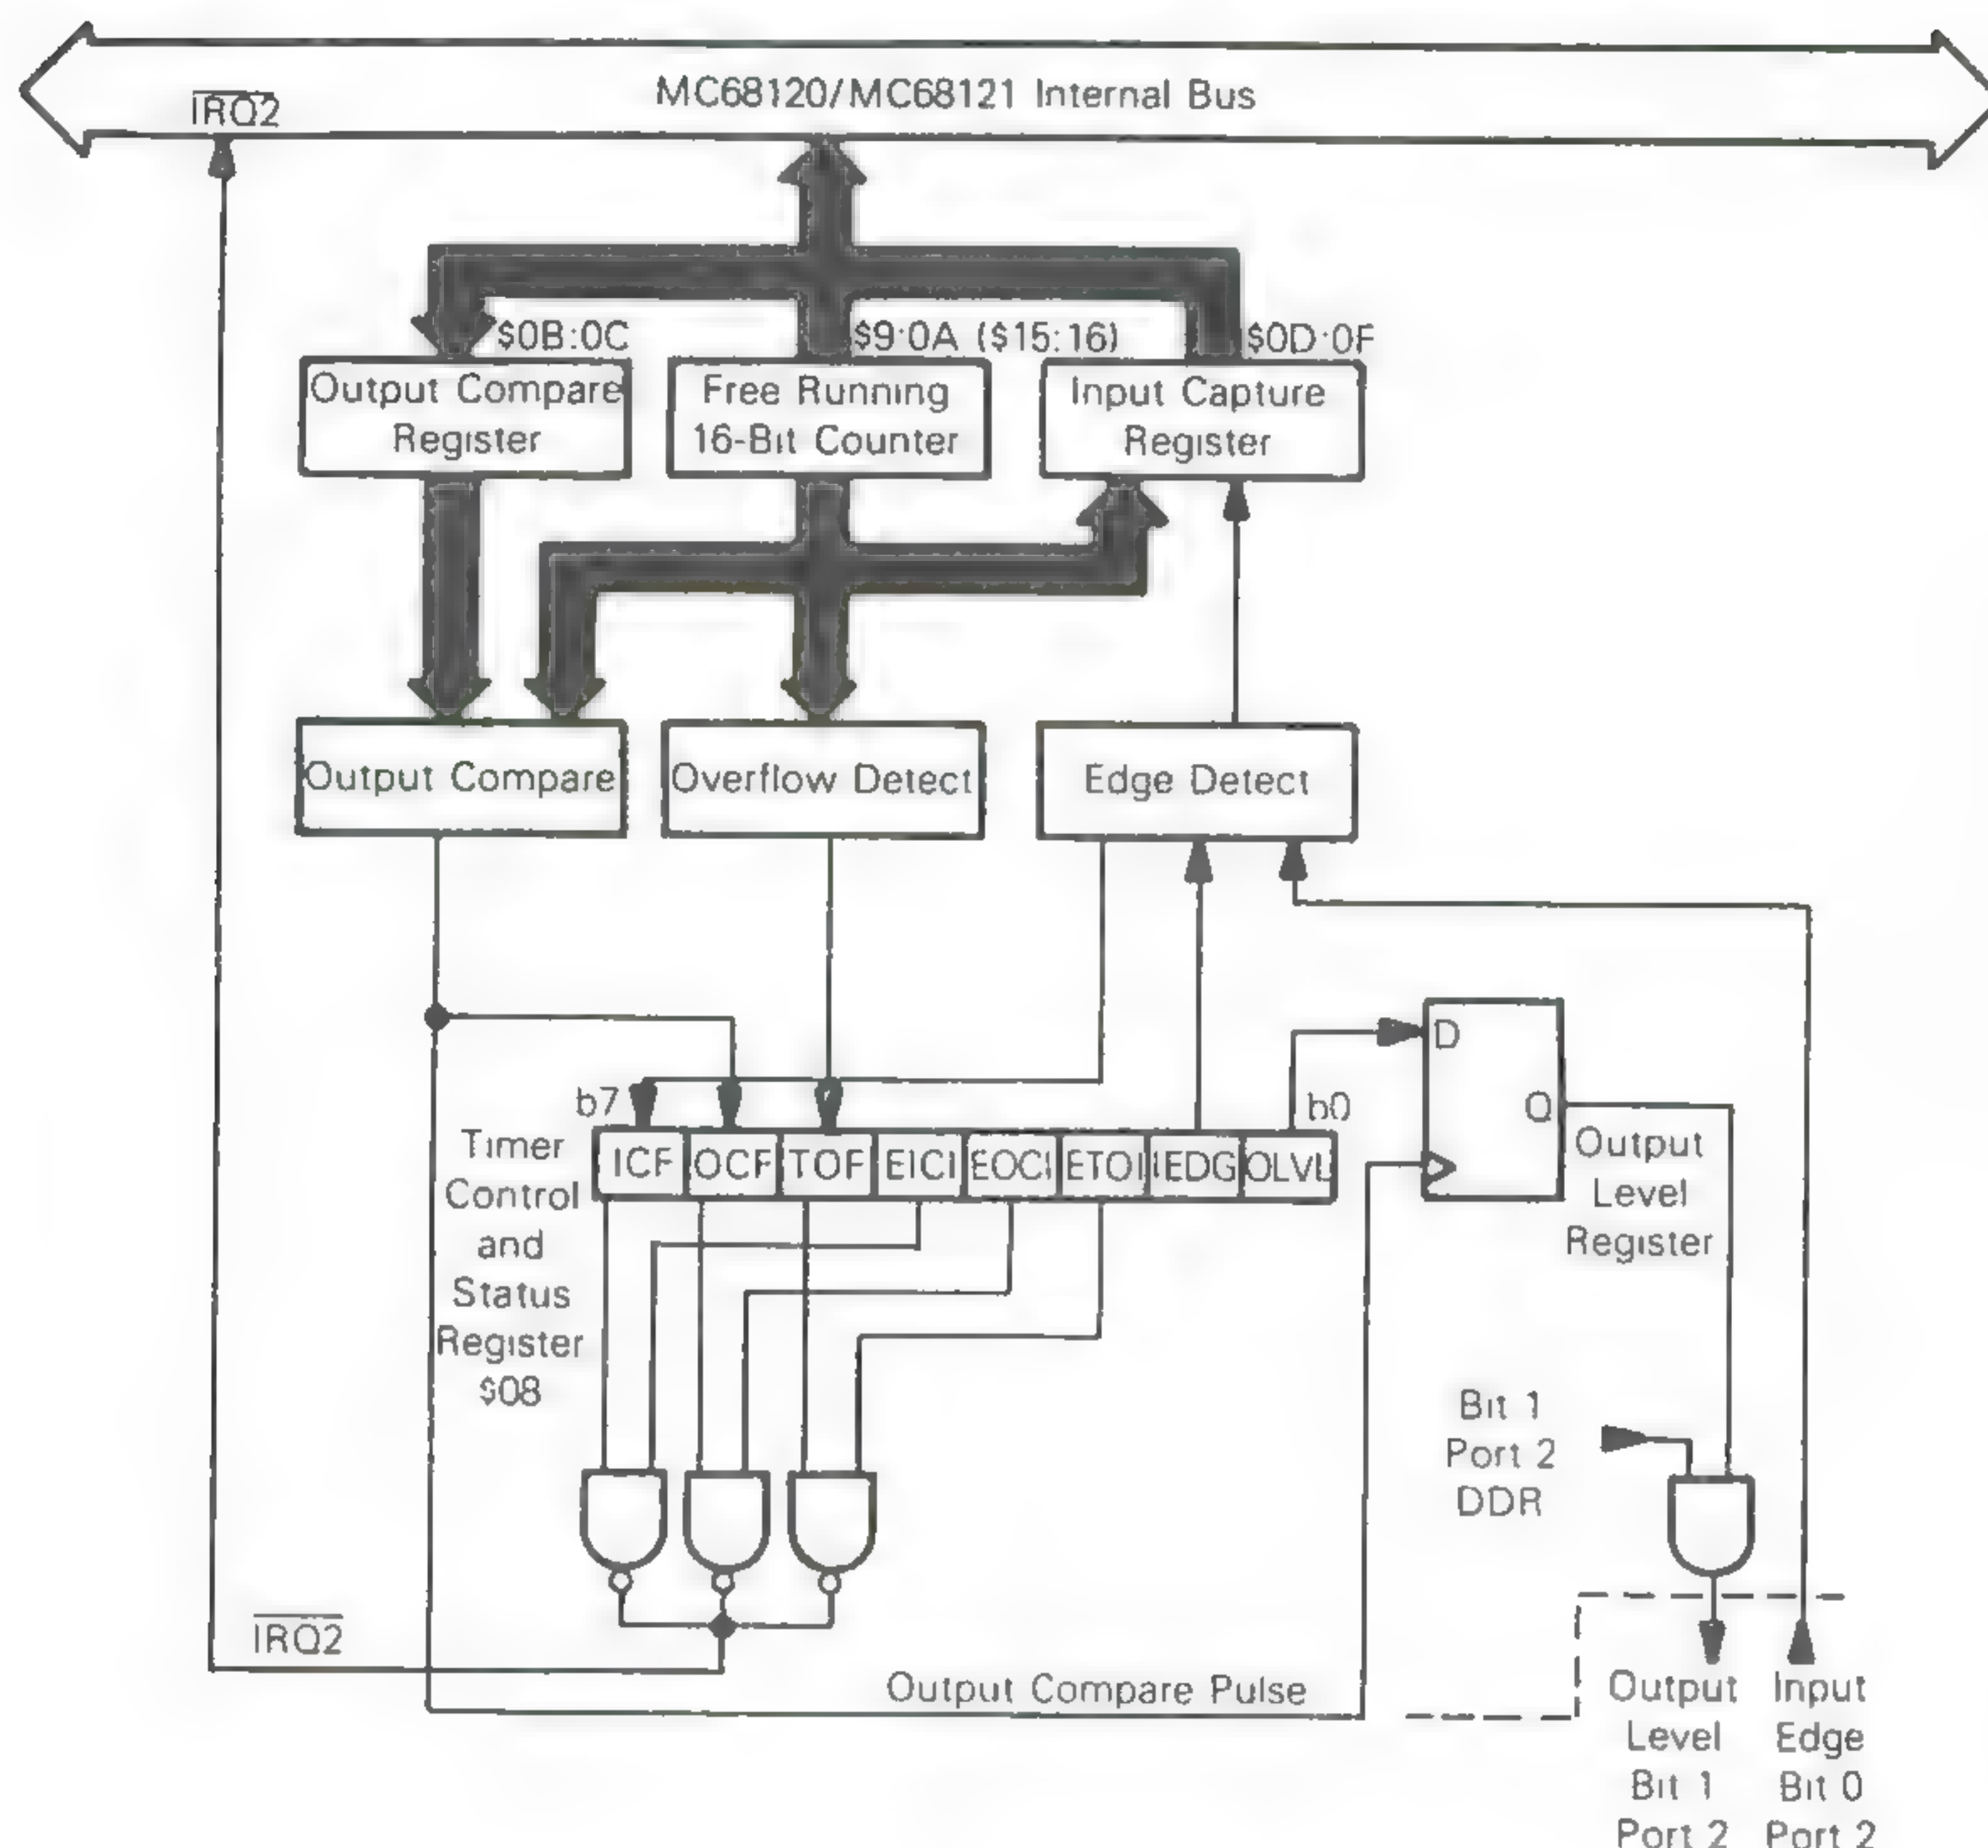 IRQ2
MC68120/MC68121 Internal Bus
$0B:0C
$9:0A ($15:16)
$0D:0F
Output Compare
Register
Free Running
16-Bit Counter
Input Capture
Register
Output Compare
Overflow Detect
Edge Detect
b7
b0
D
Q
ICF
OCF
TOF
EICI
EOCI
ETOI
IEDG
OLVL
Timer
Control
and
Status
Register
$08
Output
Level
Register
Bit 1
Port 2
DDR
IRQ2
Output Compare Pulse
Output
Level
Bit 1
Port 2
Input
Edge
Bit 0
Port 2